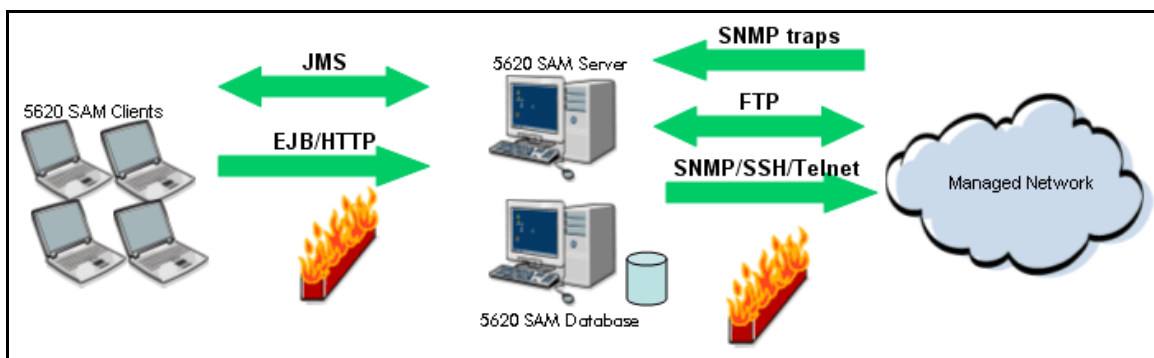 5620 SAM Clients
JMS
EJB/HTTP
5620 SAM Server
5620 SAM Database
SNMP traps
FTP
SNMP/SSH/Telnet
Managed Network